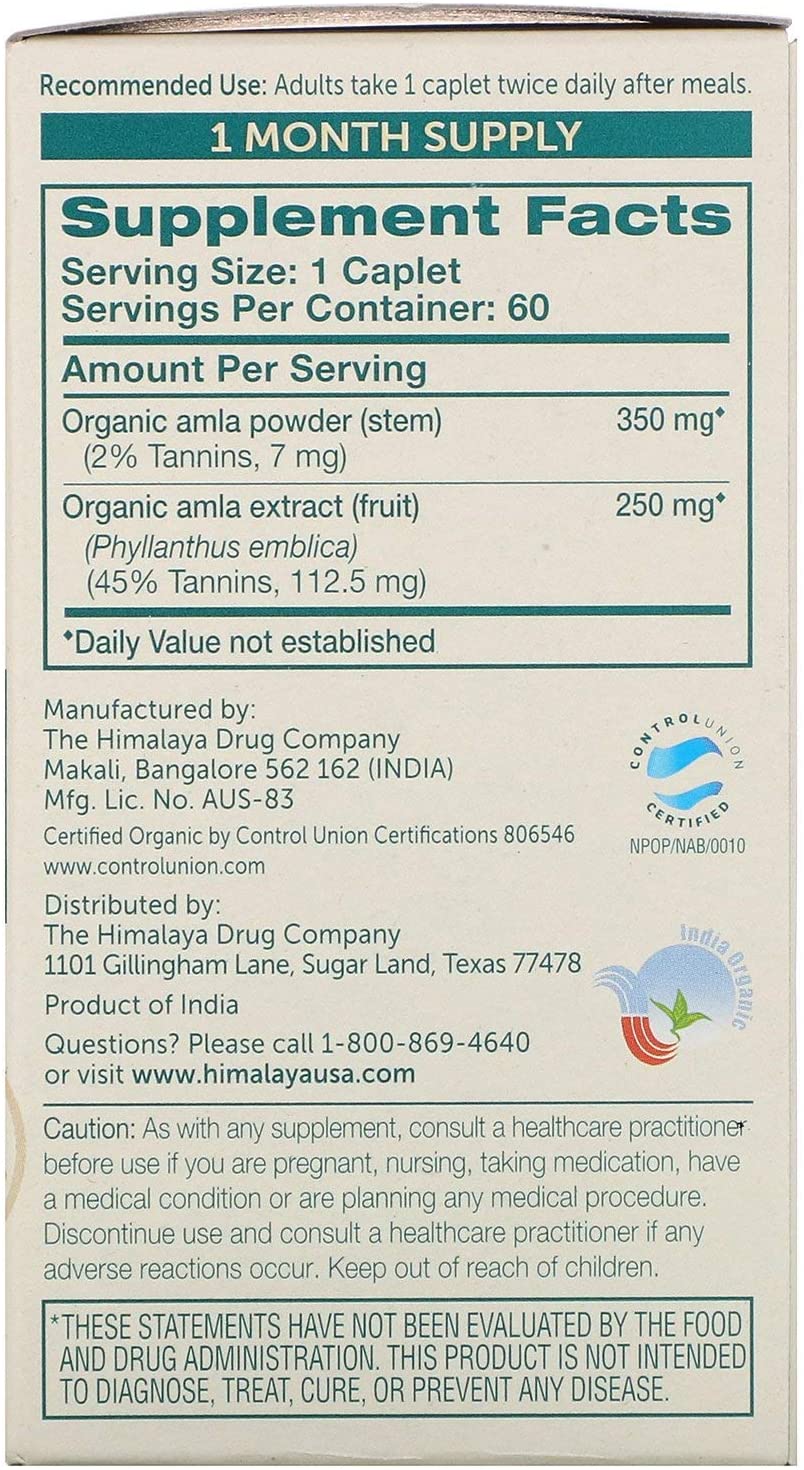 Recommended Use: Adults take 1 caplet twice daily after meals.
1 MONTH SUPPLY
Supplement Facts
Serving Size: 1 Caplet
Servings Per Container: 60
Amount Per Serving
Organic amla powder (stem) 350 mg♦
(2% Tannins, 7 mg)
Organic amla extract (fruit) 250 mg♦
(Phyllanthus emblica)
(45% Tannins, 112.5 mg)
♦Daily Value not established
Manufactured by:
The Himalaya Drug Company
Makali, Bangalore 562 162 (INDIA)
Mfg. Lic. No. AUS-83
Certified Organic by Control Union Certifications 806546
www.controlunion.com
CONTROL UNION
CERTIFIED
NPOP/NAB/0010
Distributed by:
The Himalaya Drug Company
1101 Gillingham Lane, Sugar Land, Texas 77478
Product of India
India Organic
Questions? Please call 1-800-869-4640
or visit www.himalayausa.com
Caution: As with any supplement, consult a healthcare practitioner
before use if you are pregnant, nursing, taking medication, have
a medical condition or are planning any medical procedure.
Discontinue use and consult a healthcare practitioner if any
adverse reactions occur. Keep out of reach of children.
*THESE STATEMENTS HAVE NOT BEEN EVALUATED BY THE FOOD
AND DRUG ADMINISTRATION. THIS PRODUCT IS NOT INTENDED
TO DIAGNOSE, TREAT, CURE, OR PREVENT ANY DISEASE.